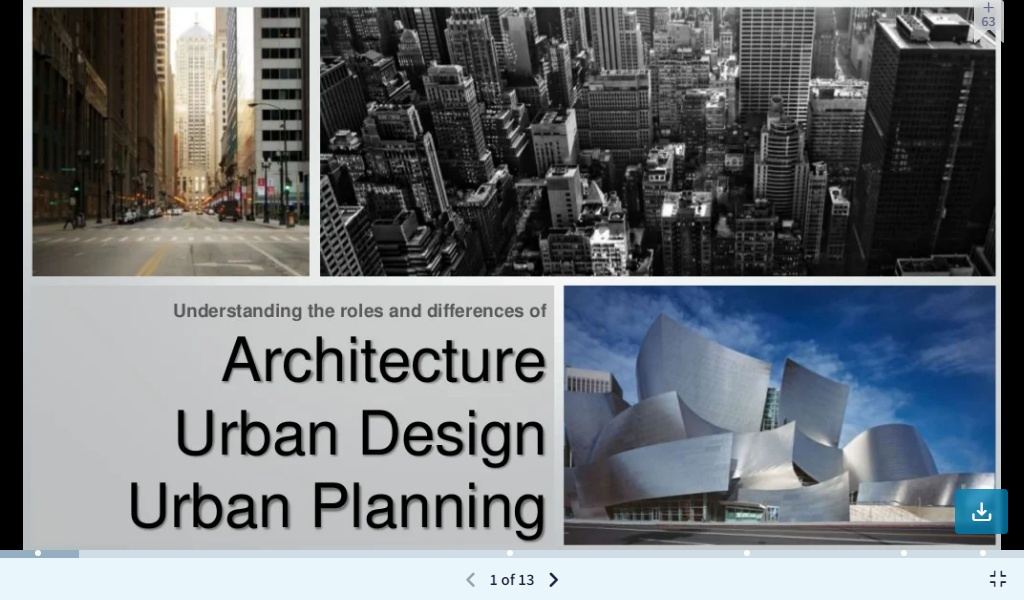 63
Understanding the roles and differences of
Architecture
Urban Design
Urban Planning
1 of 13